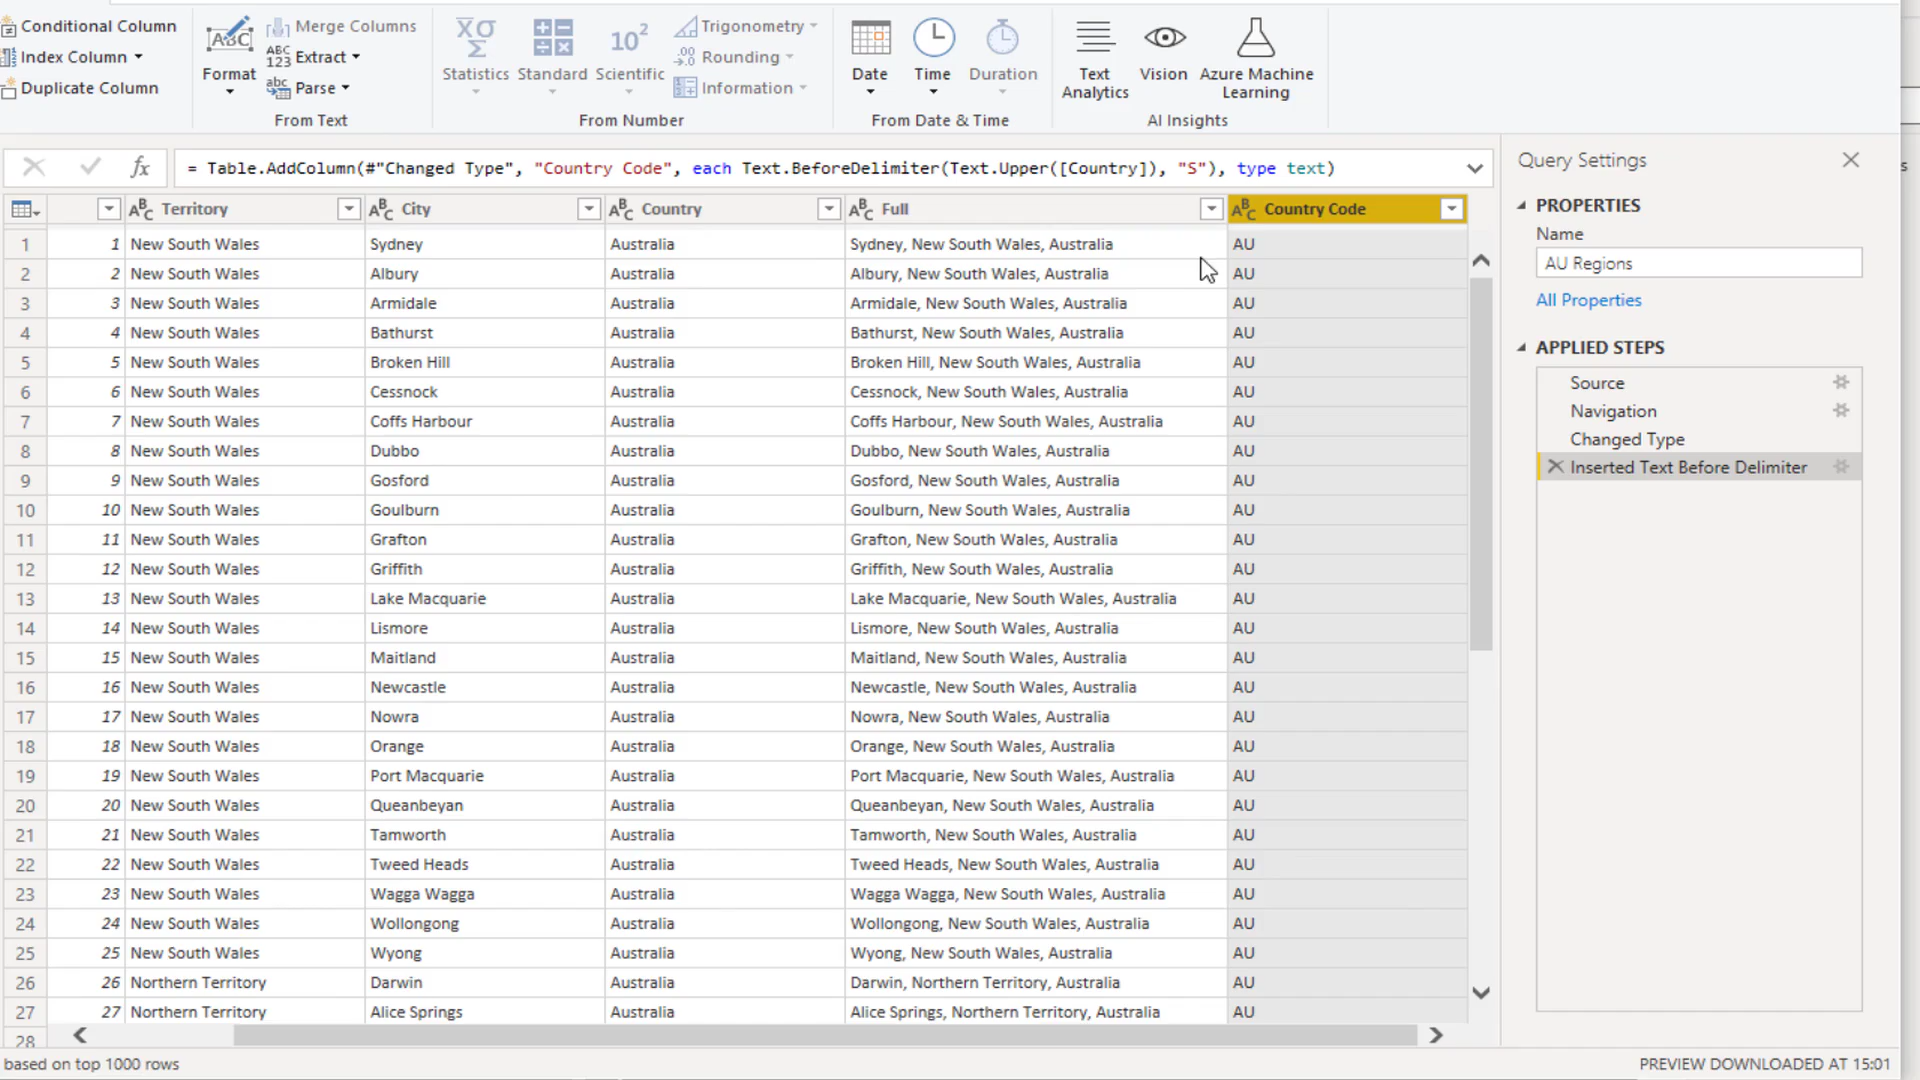 Conditional Column
Index Column
Duplicate Column
Format
Merge Columns
Extract
Parse
From Text
Statistics
Standard
Scientific
Trigonometry
Rounding
Information
From Number
Date
Time
Duration
From Date & Time
Text Analytics
Vision
Azure Machine Learning
AI Insights
fx
= Table.AddColumn(#"Changed Type", "Country Code", each Text.BeforeDelimiter(Text.Upper([Country]), "S"), type text)
Territory City Country Full Country Code
1 1 New South Wales Sydney Australia Sydney, New South Wales, Australia AU
2 2 New South Wales Albury Australia Albury, New South Wales, Australia AU
3 3 New South Wales Armidale Australia Armidale, New South Wales, Australia AU
4 4 New South Wales Bathurst Australia Bathurst, New South Wales, Australia AU
5 5 New South Wales Broken Hill Australia Broken Hill, New South Wales, Australia AU
6 6 New South Wales Cessnock Australia Cessnock, New South Wales, Australia AU
7 7 New South Wales Coffs Harbour Australia Coffs Harbour, New South Wales, Australia AU
8 8 New South Wales Dubbo Australia Dubbo, New South Wales, Australia AU
9 9 New South Wales Gosford Australia Gosford, New South Wales, Australia AU
10 10 New South Wales Goulburn Australia Goulburn, New South Wales, Australia AU
11 11 New South Wales Grafton Australia Grafton, New South Wales, Australia AU
12 12 New South Wales Griffith Australia Griffith, New South Wales, Australia AU
13 13 New South Wales Lake Macquarie Australia Lake Macquarie, New South Wales, Australia AU
14 14 New South Wales Lismore Australia Lismore, New South Wales, Australia AU
15 15 New South Wales Maitland Australia Maitland, New South Wales, Australia AU
16 16 New South Wales Newcastle Australia Newcastle, New South Wales, Australia AU
17 17 New South Wales Nowra Australia Nowra, New South Wales, Australia AU
18 18 New South Wales Orange Australia Orange, New South Wales, Australia AU
19 19 New South Wales Port Macquarie Australia Port Macquarie, New South Wales, Australia AU
20 20 New South Wales Queanbeyan Australia Queanbeyan, New South Wales, Australia AU
21 21 New South Wales Tamworth Australia Tamworth, New South Wales, Australia AU
22 22 New South Wales Tweed Heads Australia Tweed Heads, New South Wales, Australia AU
23 23 New South Wales Wagga Wagga Australia Wagga Wagga, New South Wales, Australia AU
24 24 New South Wales Wollongong Australia Wollongong, New South Wales, Australia AU
25 25 New South Wales Wyong Australia Wyong, New South Wales, Australia AU
26 26 Northern Territory Darwin Australia Darwin, Northern Territory, Australia AU
27 27 Northern Territory Alice Springs Australia Alice Springs, Northern Territory, Australia AU
28
Query Settings
PROPERTIES
Name
AU Regions
All Properties
APPLIED STEPS
Source
Navigation
Changed Type
Inserted Text Before Delimiter
based on top 1000 rows
PREVIEW DOWNLOADED AT 15:01